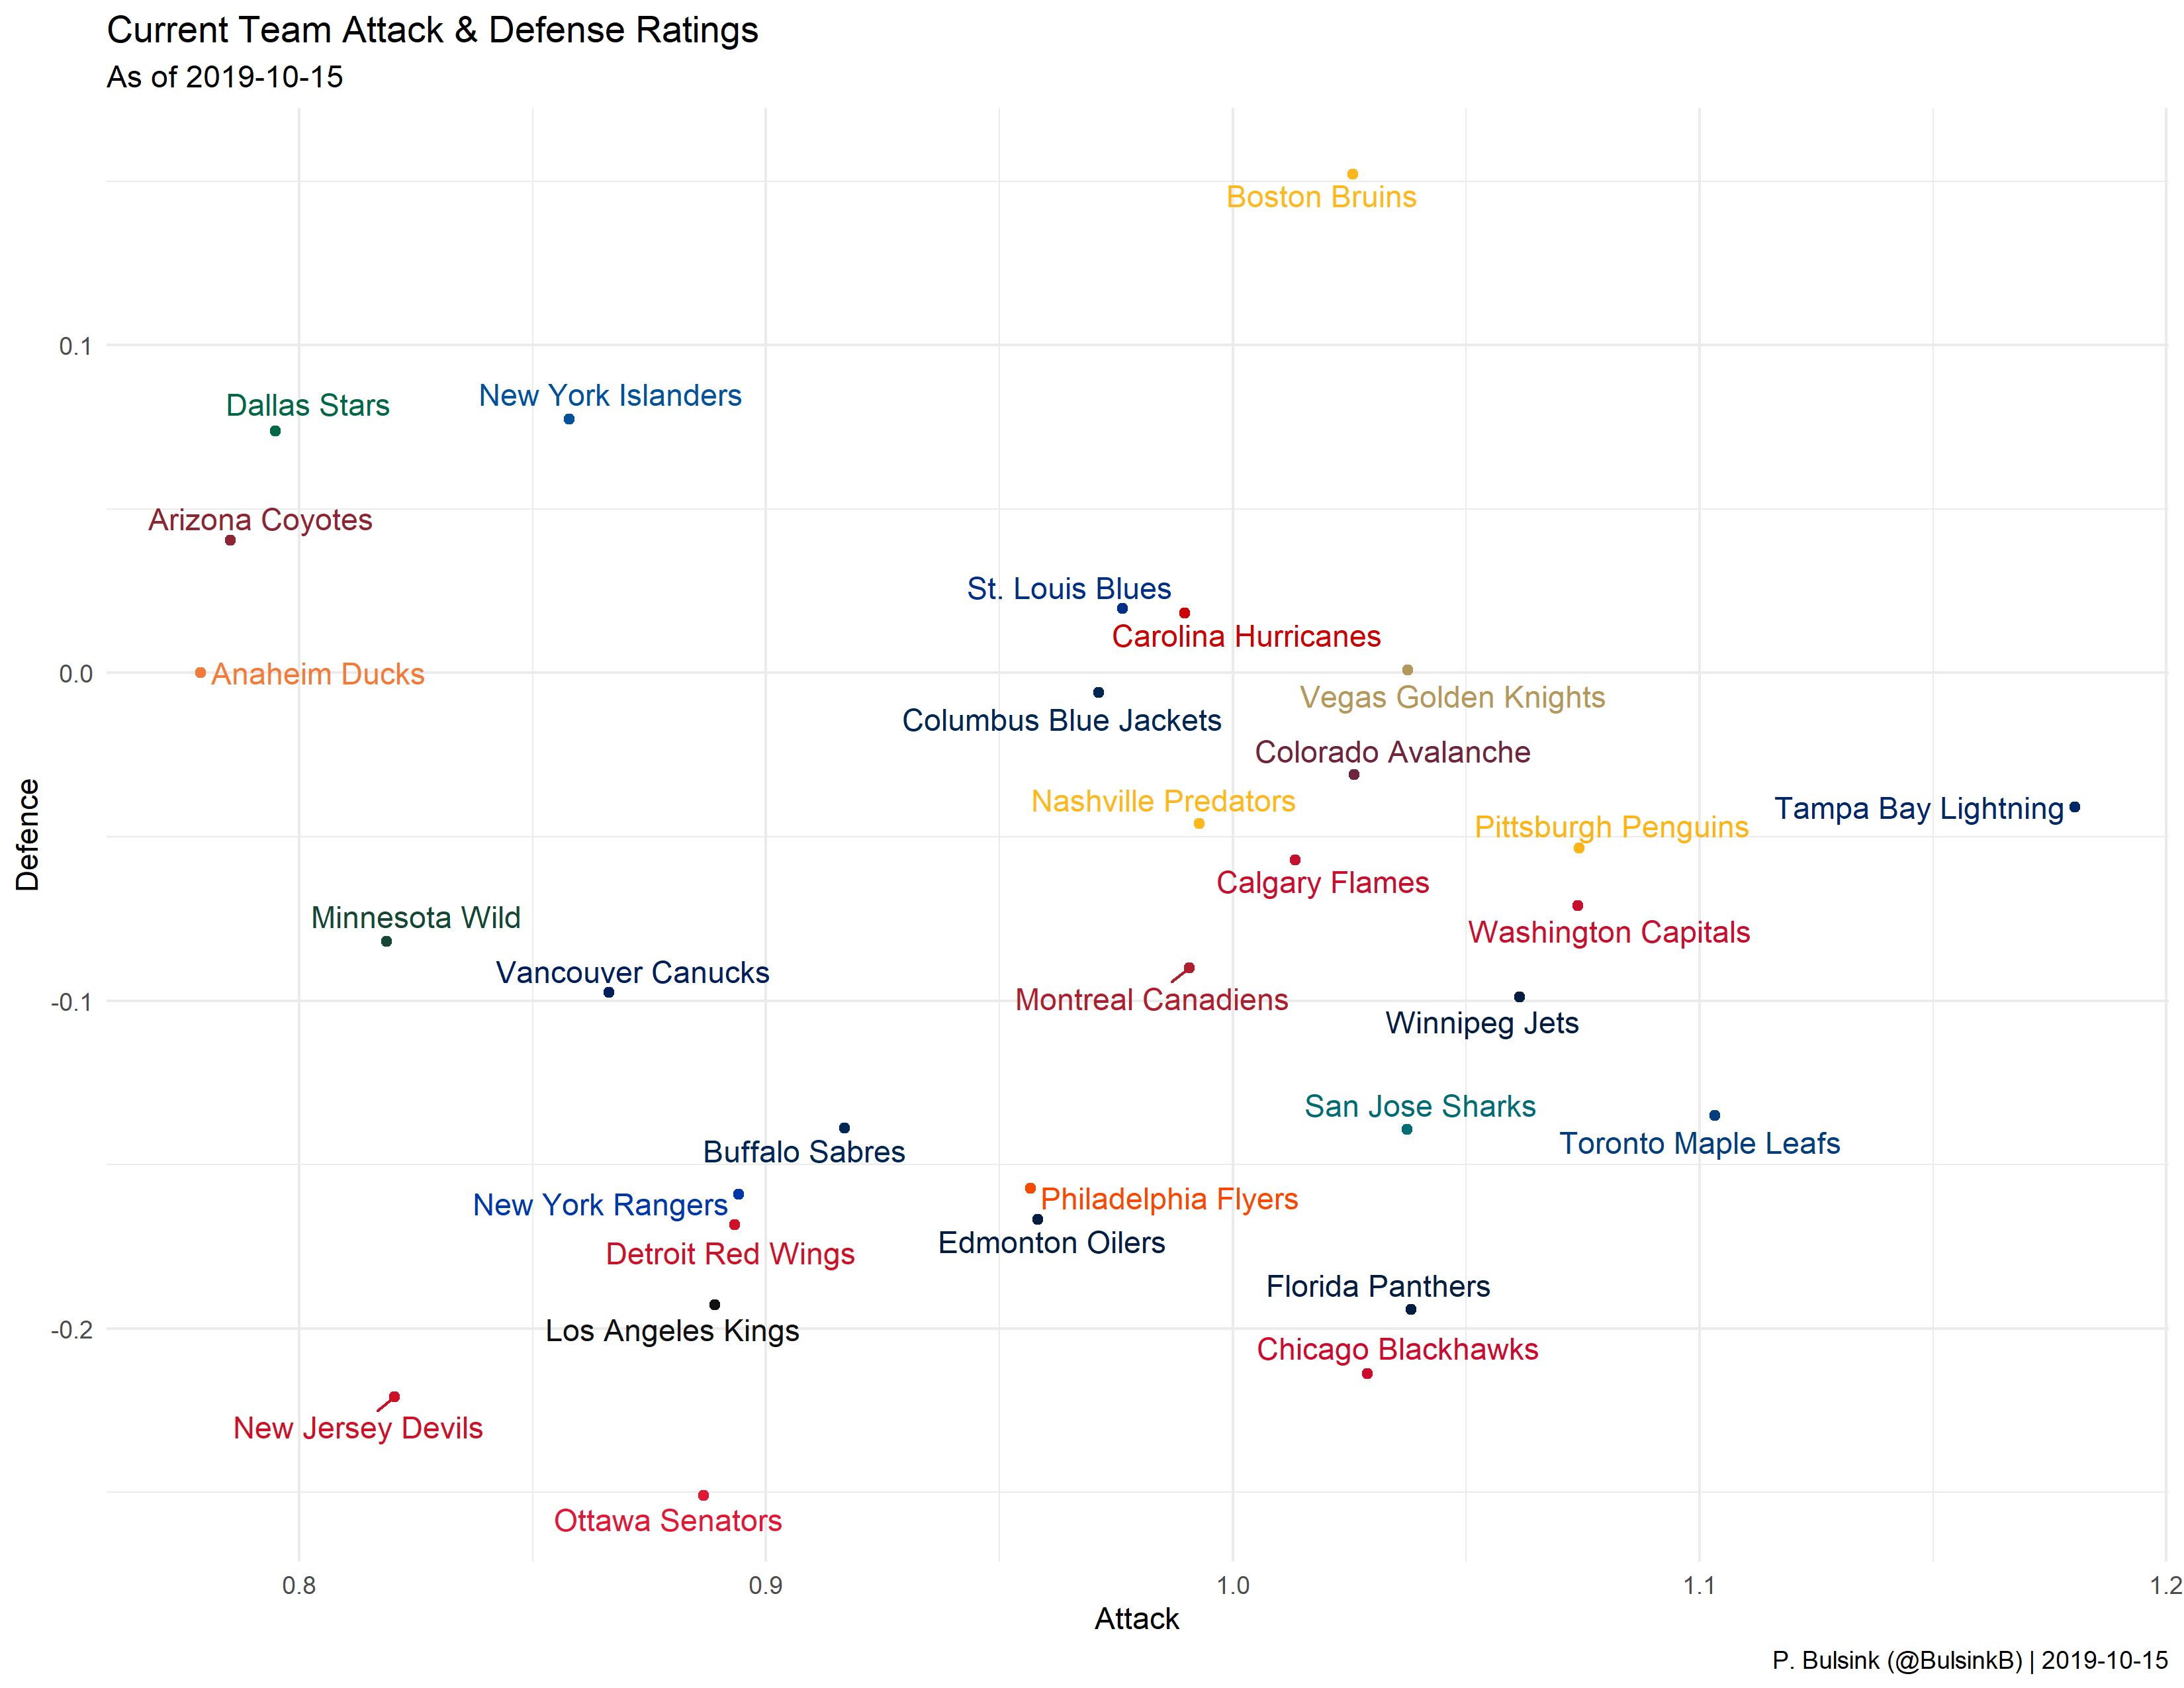 Current Team Attack & Defense Ratings
As of 2019-10-15
Boston Bruins
0.1
New York Islanders
Dallas Stars
Arizona Coyotes
St. Louis Blues
Carolina Hurricanes
0.0
Anaheim Ducks
Vegas Golden Knights
Columbus Blue Jackets
Colorado Avalanche
Nashville Predators
Tampa Bay Lightning
Pittsburgh Penguins
Defence
Calgary Flames
Minnesota Wild
Washington Capitals
Vancouver Canucks
-0.1
Montreal Canadiens
Winnipeg Jets
San Jose Sharks
Toronto Maple Leafs
Buffalo Sabres
Philadelphia Flyers
New York Rangers
Edmonton Oilers
Detroit Red Wings
Florida Panthers
-0.2
Los Angeles Kings
Chicago Blackhawks
New Jersey Devils
Ottawa Senators
0.8
0.9
1.0
1.1
1.2
Attack
P. Bulsink (@BulsinkB) | 2019-10-15